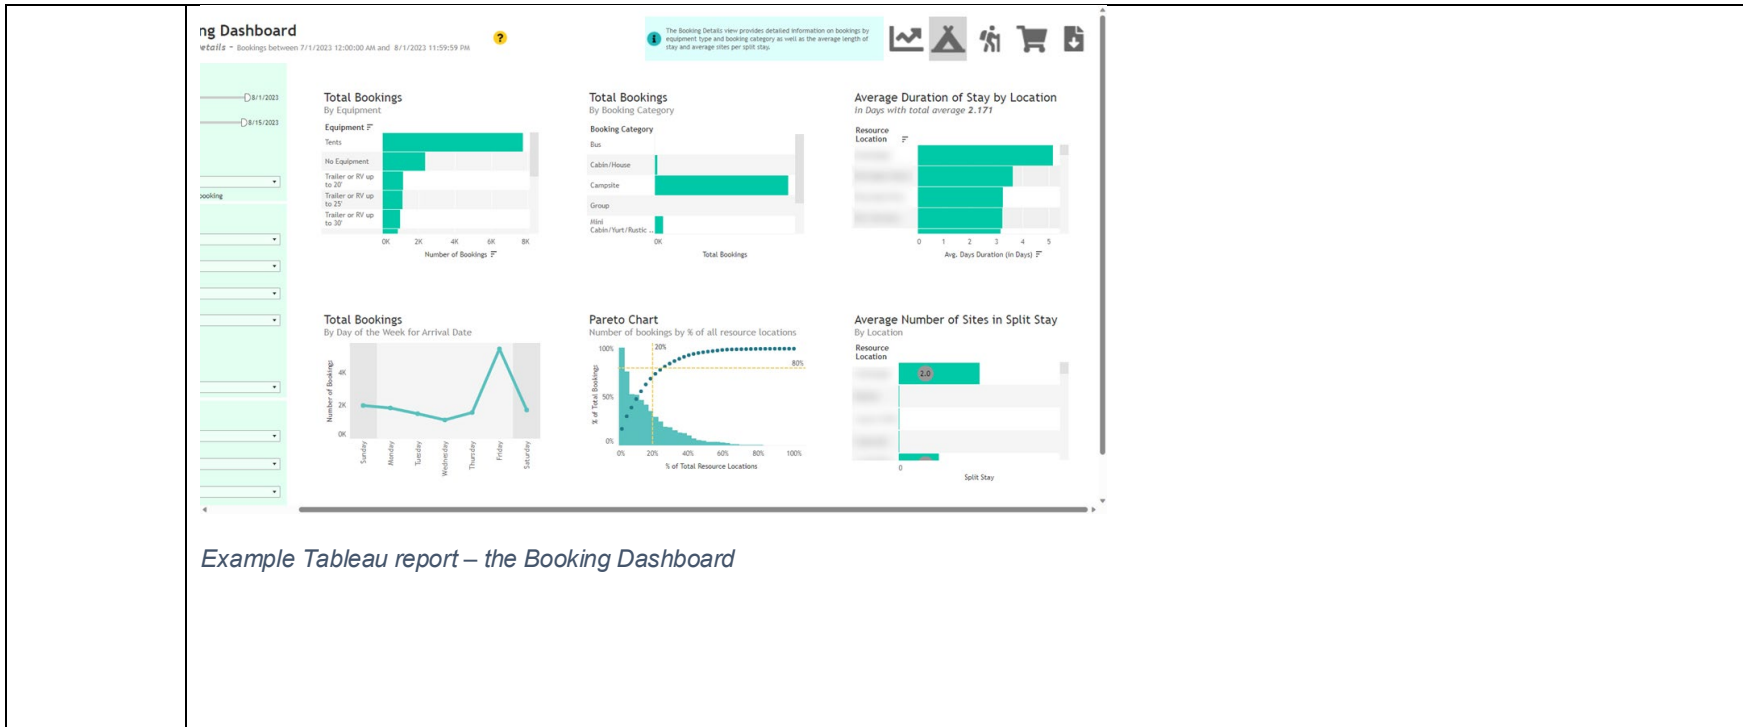 ng Dashboard
etails - Bookings between 7/1/2023 12:00:00 AM and 8/1/2023 11:59:59 PM
?
The Booking Details view provides detailed information on bookings by
equipment type and booking category as well as the average length of
stay and average sites per split stay.
8/1/2023
8/15/2023
booking
Total Bookings
By Equipment
Equipment
Tents
No Equipment
Trailer or RV up
to 20'
Trailer or RV up
to 25'
Trailer or RV up
to 30'
0K 2K 4K 6K 8K
Number of Bookings
Total Bookings
By Booking Category
Booking Category
Bus
Cabin/House
Campsite
Group
Mini
Cabin/Yurt/Rustic ..
0K
Total Bookings
Average Duration of Stay by Location
In Days with total average 2.171
Resource
Location
0 1 2 3 4 5
Avg. Days Duration (in Days)
Total Bookings
By Day of the Week for Arrival Date
Number of Bookings
4K
2K
0K
Sunday
Monday
Tuesday
Wednesday
Thursday
Friday
Saturday
Pareto Chart
Number of bookings by % of all resource locations
% of Total Bookings
100%
50%
0%
20%
80%
0% 20% 40% 60% 80% 100%
% of Total Resource Locations
Average Number of Sites in Split Stay
By Location
Resource
Location
2.0
0
Split Stay
Example Tableau report – the Booking Dashboard